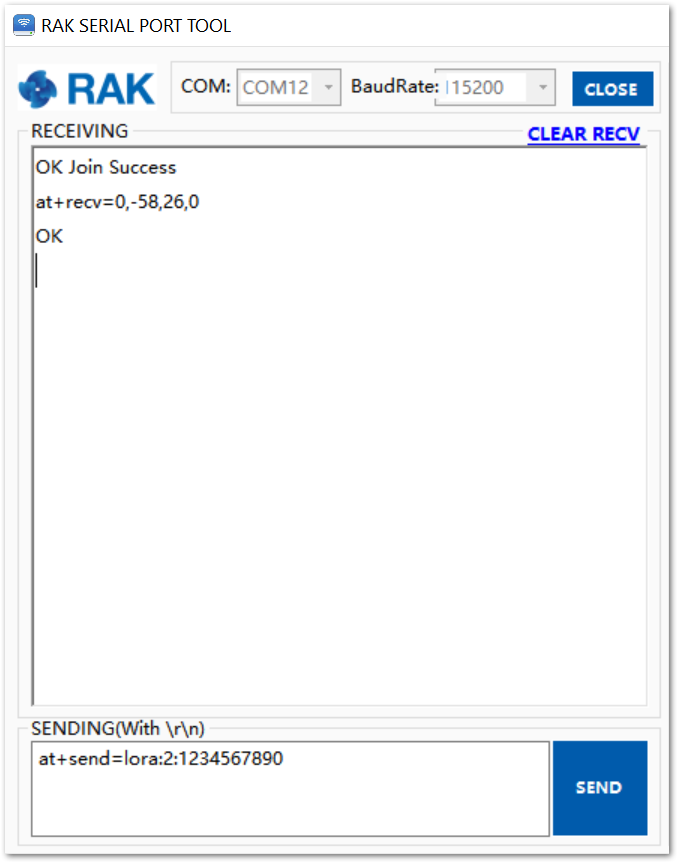 RAK SERIAL PORT TOOL
RAK COM: COM12 BaudRate: 115200 CLOSE
RECEIVING CLEAR RECV
OK Join Success
at+recv=0,-58,26,0
OK
SENDING(With \r\n)
at+send=lora:2:1234567890
SEND